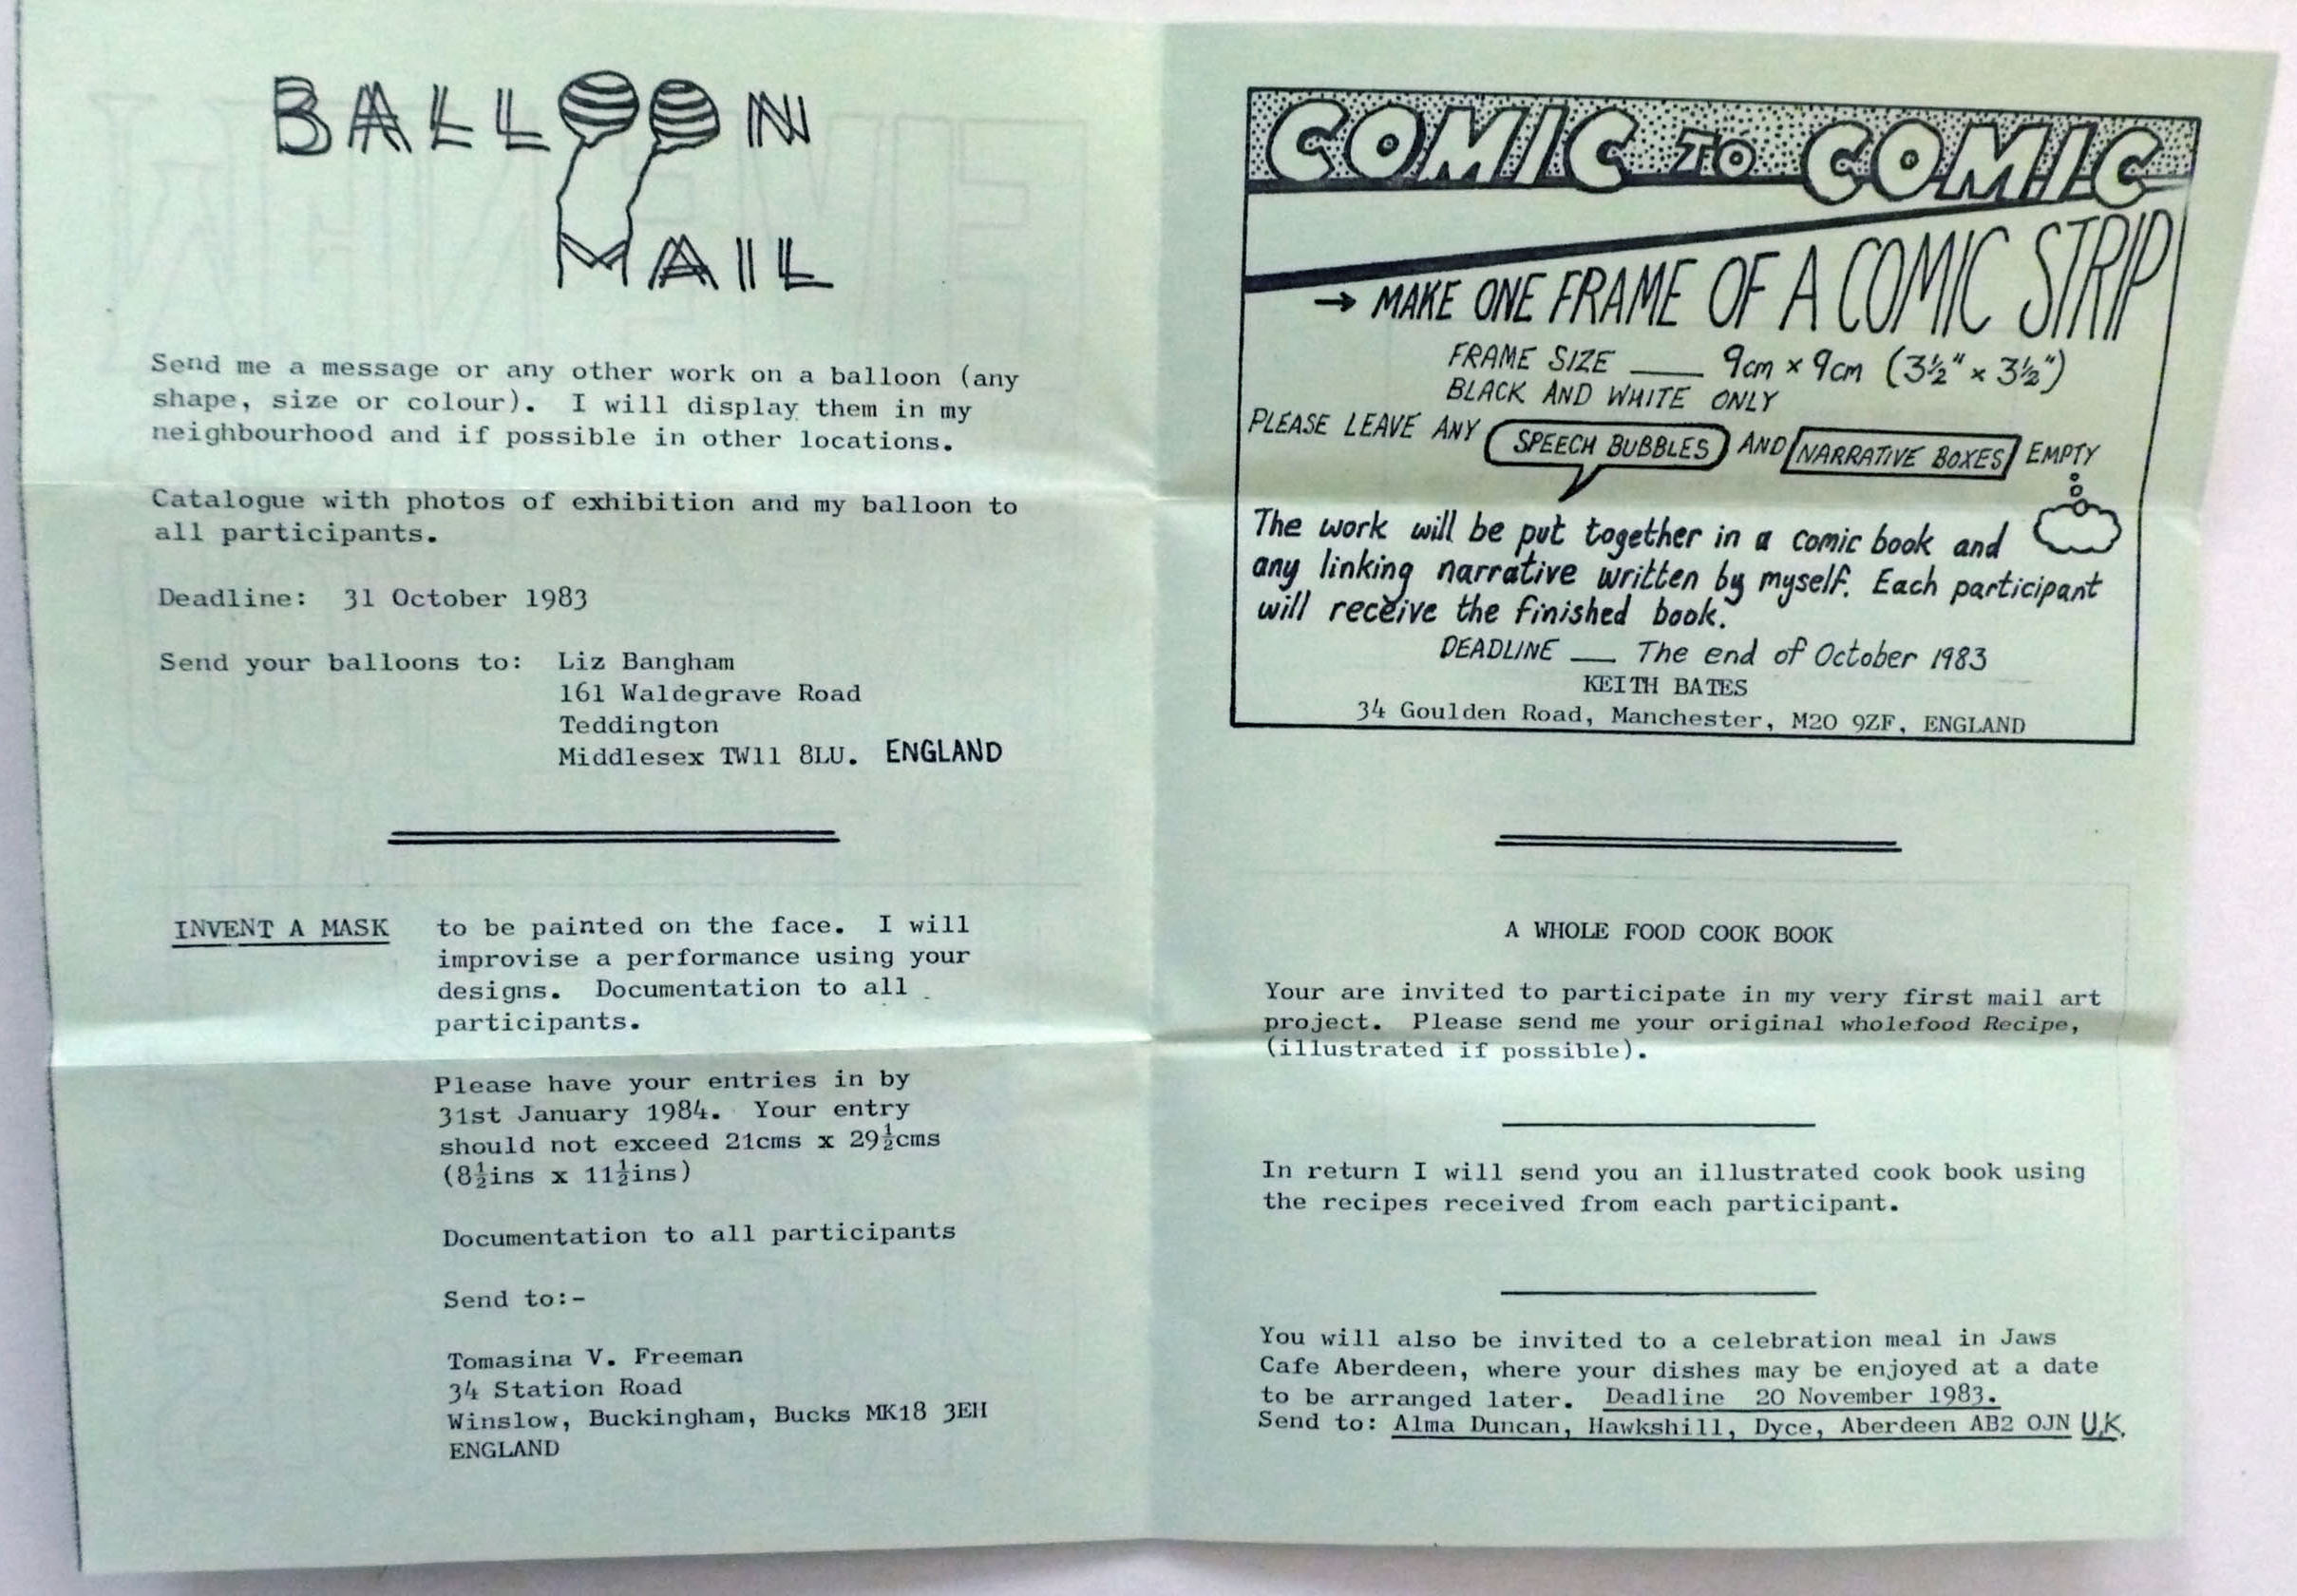 BALLOON
MAIL
Send me a message or any other work on a balloon (any
shape, size or colour). I will display them in my
neighbourhood and if possible in other locations.
Catalogue with photos of exhibition and my balloon to
all participants.
Deadline: 31 October 1983
Send your balloons to: Liz Bangham
161 Waldegrave Road
Teddington
Middlesex TW11 8LU. ENGLAND
INVENT A MASK to be painted on the face. I will
improvise a performance using your
designs. Documentation to all
participants.
Please have your entries in by
31st January 1984. Your entry
should not exceed 21cms x 29½cms
(8½ins x 11½ins)
Documentation to all participants
Send to:-
Tomasina V. Freeman
34 Station Road
Winslow, Buckingham, Bucks MK18 3EH
ENGLAND
COMIC TO COMIC
→ MAKE ONE FRAME OF A COMIC STRIP
FRAME SIZE ___ 9cm x 9cm (3½" x 3½")
BLACK AND WHITE ONLY
PLEASE LEAVE ANY SPEECH BUBBLES AND NARRATIVE BOXES EMPTY
The work will be put together in a comic book and
any linking narrative written by myself. Each participant
will receive the finished book.
DEADLINE __ The end of October 1983
KEITH BATES
34 Goulden Road, Manchester, M20 9ZF, ENGLAND
A WHOLE FOOD COOK BOOK
Your are invited to participate in my very first mail art
project. Please send me your original wholefood Recipe,
(illustrated if possible).
In return I will send you an illustrated cook book using
the recipes received from each participant.
You will also be invited to a celebration meal in Jaws
Cafe Aberdeen, where your dishes may be enjoyed at a date
to be arranged later. Deadline 20 November 1983.
Send to: Alma Duncan, Hawkshill, Dyce, Aberdeen AB2 OJN U.K.